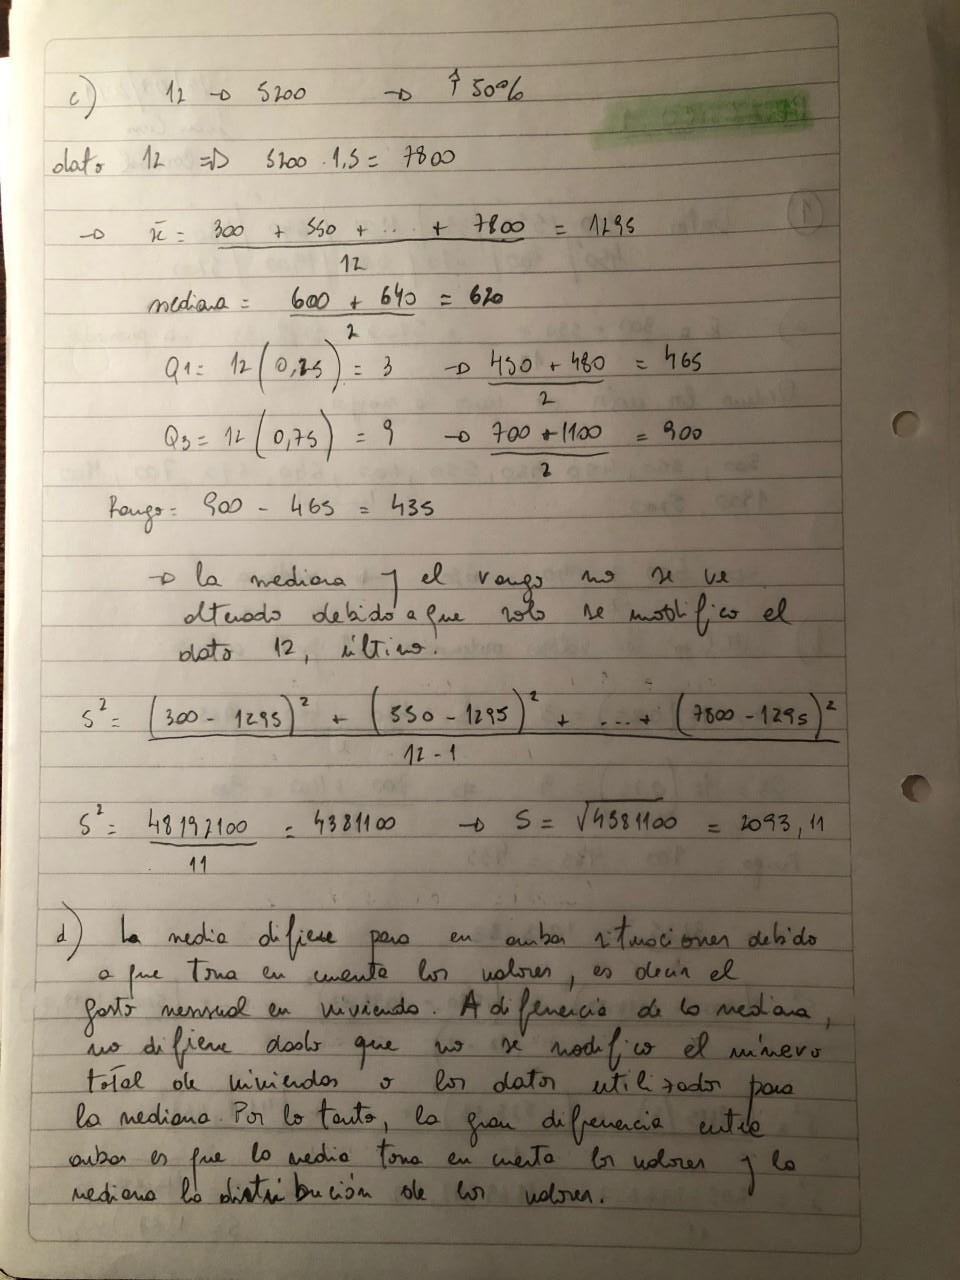 c) 12 → 5200 → ↑ 50%
dato 12 => 5200 . 1,5 = 7800
→ x̄ = 300 + 550 + ... + 7800 = 1295
12
mediana = 600 + 640 = 620
2
Q1 = 12 (0,25) = 3 → 450 + 480 = 465
2
Q3 = 12 (0,75) = 9 → 700 + 1100 = 900
2
Rango = 900 - 465 = 435
→ la mediana y el rango no se ve
alterado debido a que solo se modifico el
dato 12, último.
S² = (300 - 1295)² + (550 - 1295)² + ... + (7800 - 1295)²
12 - 1
S² = 48192100 = 4381100 → S = √4381100 = 2093,11
11
d) La media difiere para en ambas situaciones debido
a que toma en cuenta los valores, es decir el
gasto mensual en vivienda. A diferencia de la mediana,
no difiere dado que no se modifico el número
total de viviendas o los datos utilizados para
la mediana. Por lo tanto, la gran diferencia entre
ambas es que la media toma en cuenta los valores y la
mediana la distribución de los valores.